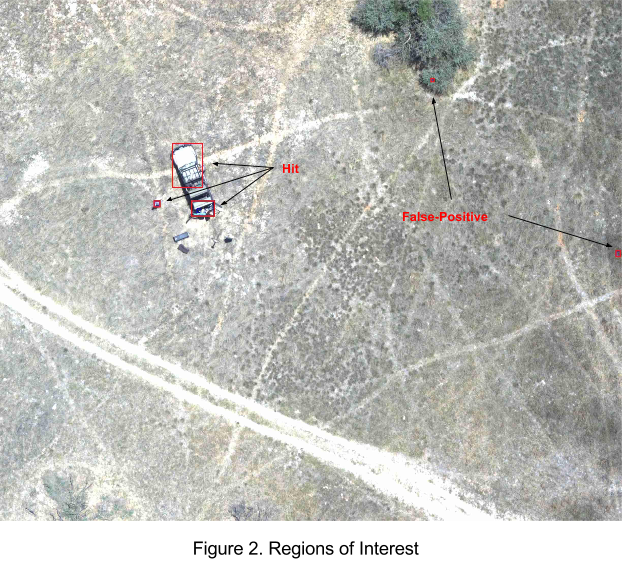 Hit
False-Positive
Figure 2. Regions of Interest